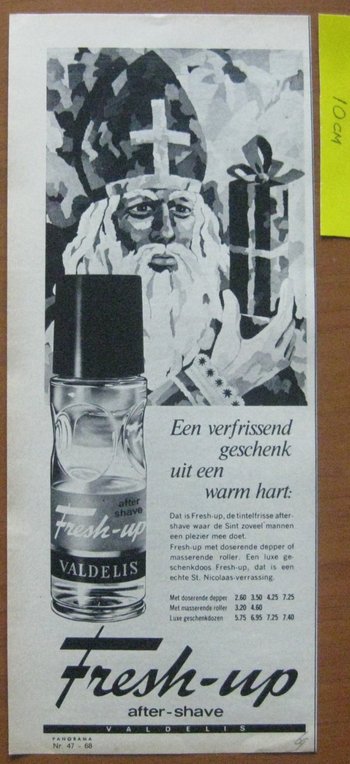 10cm
Een verfrissend
geschenk
uit een
warm hart:
Dat is Fresh-up, de tintelfrisse after-
shave waar de Sint zoveel mannen
een plezier mee doet.
Fresh-up met doserende depper of
masserende roller. Een luxe ge-
schenkdoos Fresh-up, dat is een
echte St. Nicolaas-verrassing.
Met doserende depper 2.60 3.50 4.25 7.25
Met masserende roller 3.20 4.60
Luxe geschenkdozen 5.75 6.95 7.25 7.40
after
shave
Fresh-up
VALDELIS
Fresh-up
after-shave
VALDELIS
PANORAMA
Nr. 47 - 68